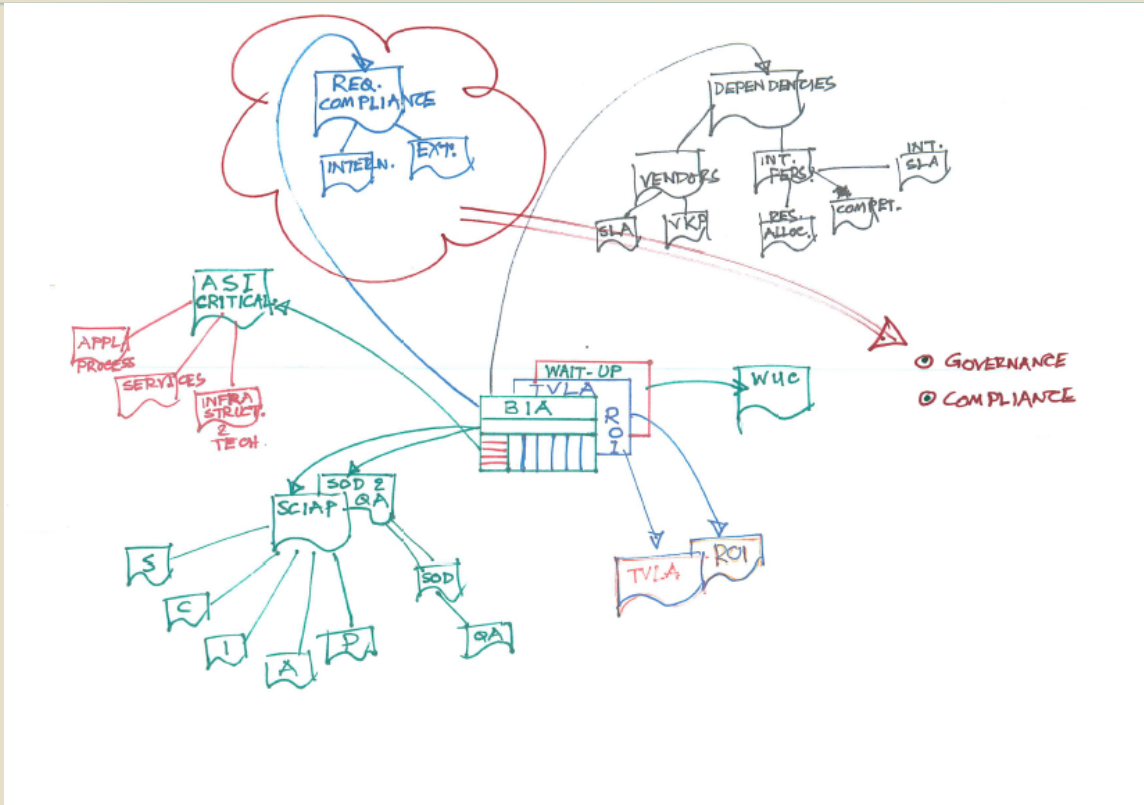 REQ.
COMPLIANCE
INTERN.
EXT.
DEPENDENCIES
VENDORS
SLA
VKP
INT.
PERS.
RES.
ALLOC.
COMPET.
INT.
SLA
ASI
CRITICAL
APPL/
PROCESS
SERVICES
INFRA
STRUCT.
2
TECH.
WAIT-UP
TVLA
BIA
ROI
WUC
GOVERNANCE
COMPLIANCE
SOD 2
QA
SCIAP
S
C
I
A
P
SOD
QA
TVLA
ROI